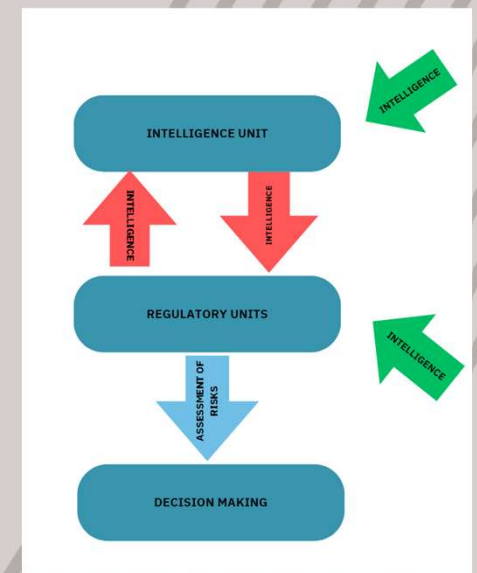 INTELLIGENCE
INTELLIGENCE UNIT
INTELLIGENCE
INTELLIGENCE
REGULATORY UNITS
INTELLIGENCE
ASSESSMENT OF
RISKS
DECISION MAKING